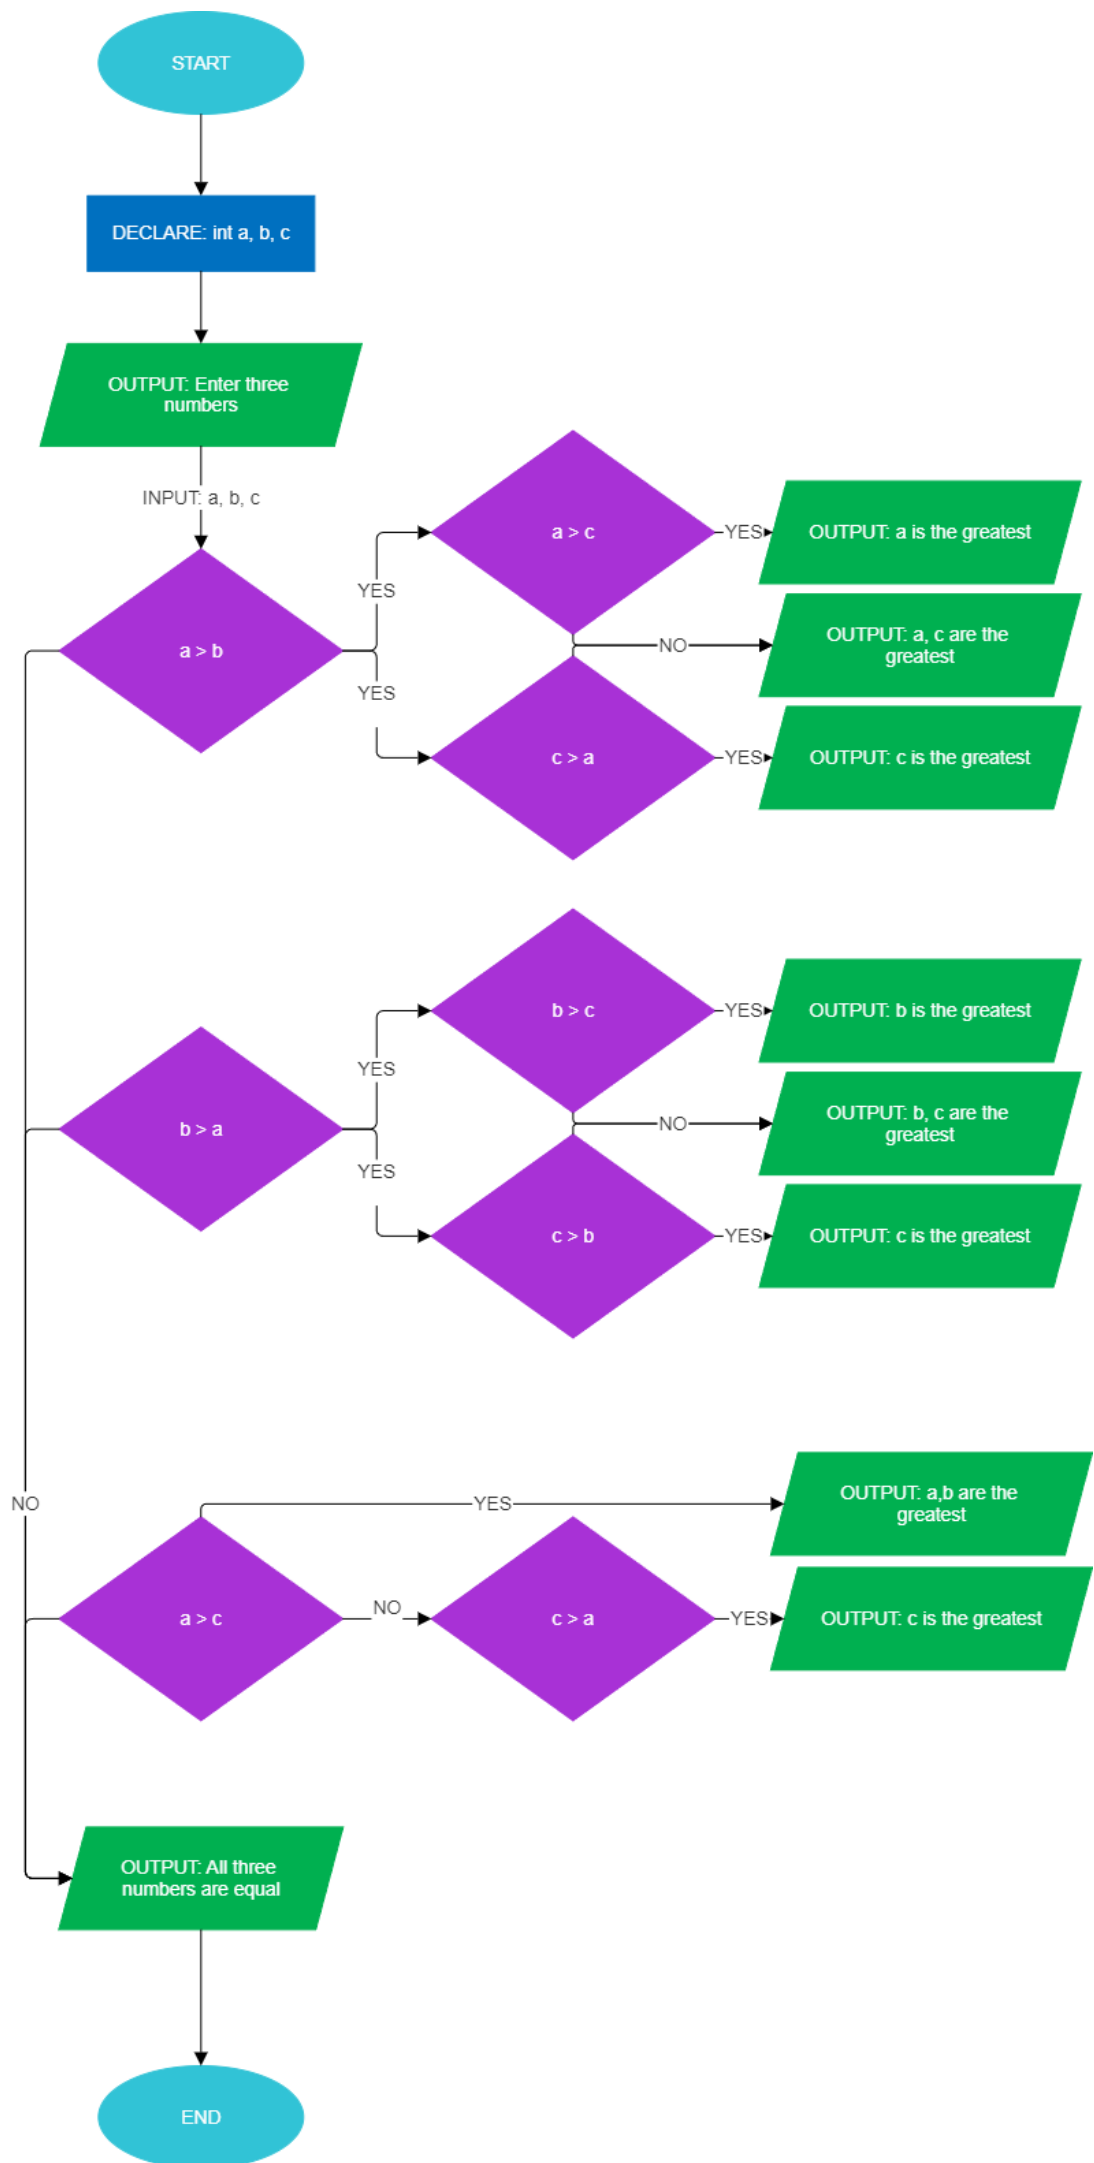 START
DECLARE: int a, b, c
OUTPUT: Enter three
numbers
INPUT: a, b, c
a > b
YES
YES
a > c
YES
OUTPUT: a is the greatest
NO
OUTPUT: a, c are the
greatest
c > a
YES
OUTPUT: c is the greatest
b > a
YES
YES
b > c
YES
OUTPUT: b is the greatest
NO
OUTPUT: b, c are the
greatest
c > b
YES
OUTPUT: c is the greatest
NO
a > c
YES
OUTPUT: a,b are the
greatest
NO
c > a
YES
OUTPUT: c is the greatest
OUTPUT: All three
numbers are equal
END